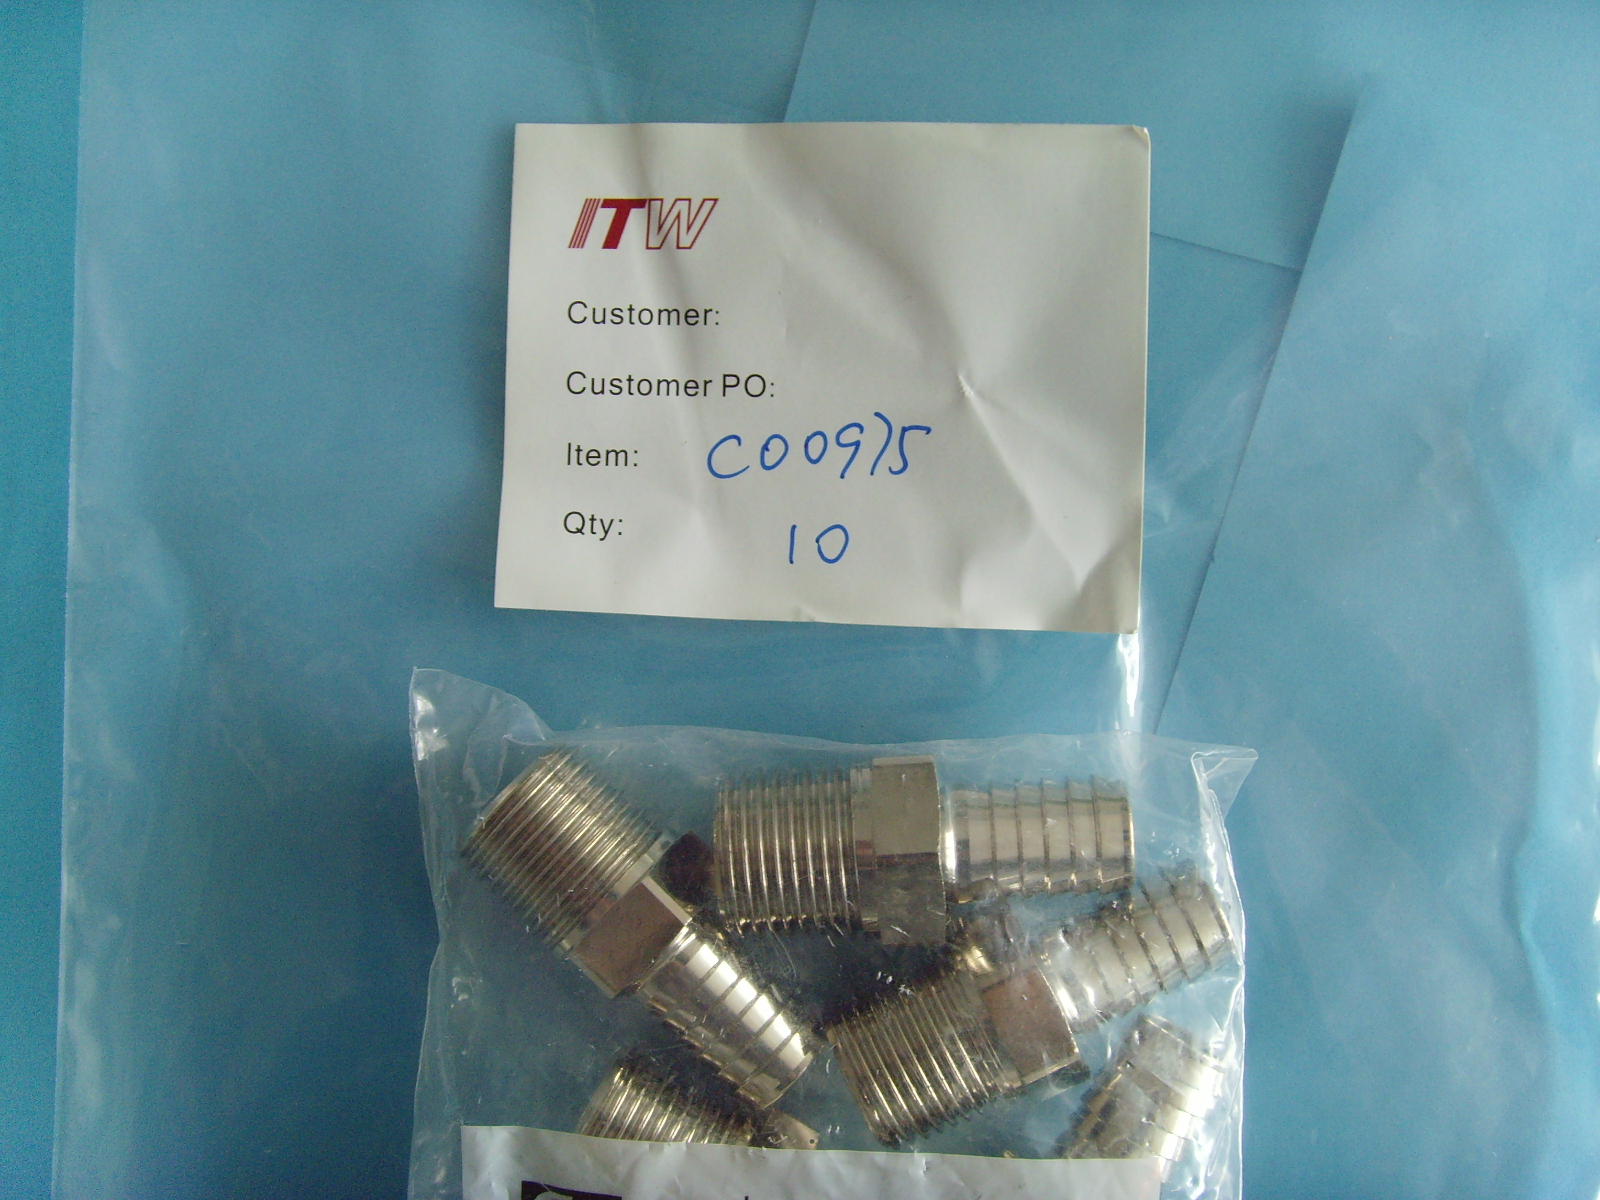 ITW
Customer:
Customer PO:
Item: C00975
Qty: 10